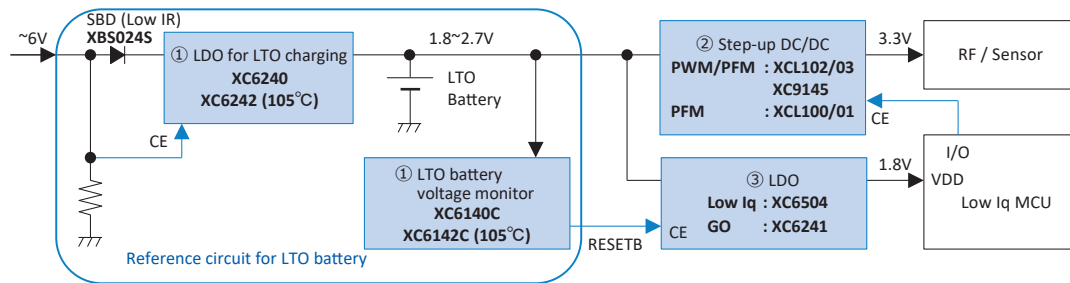 ~6V
SBD (Low IR)
XBS024S
① LDO for LTO charging
XC6240
XC6242 (105℃)
CE
1.8~2.7V
LTO
Battery
① LTO battery
voltage monitor
XC6140C
XC6142C (105℃)
RESETB
Reference circuit for LTO battery
② Step-up DC/DC
PWM/PFM : XCL102/03
XC9145
PFM : XCL100/01
3.3V
RF / Sensor
CE
③ LDO
Low Iq : XC6504
GO : XC6241
CE
1.8V
I/O
VDD
Low Iq MCU